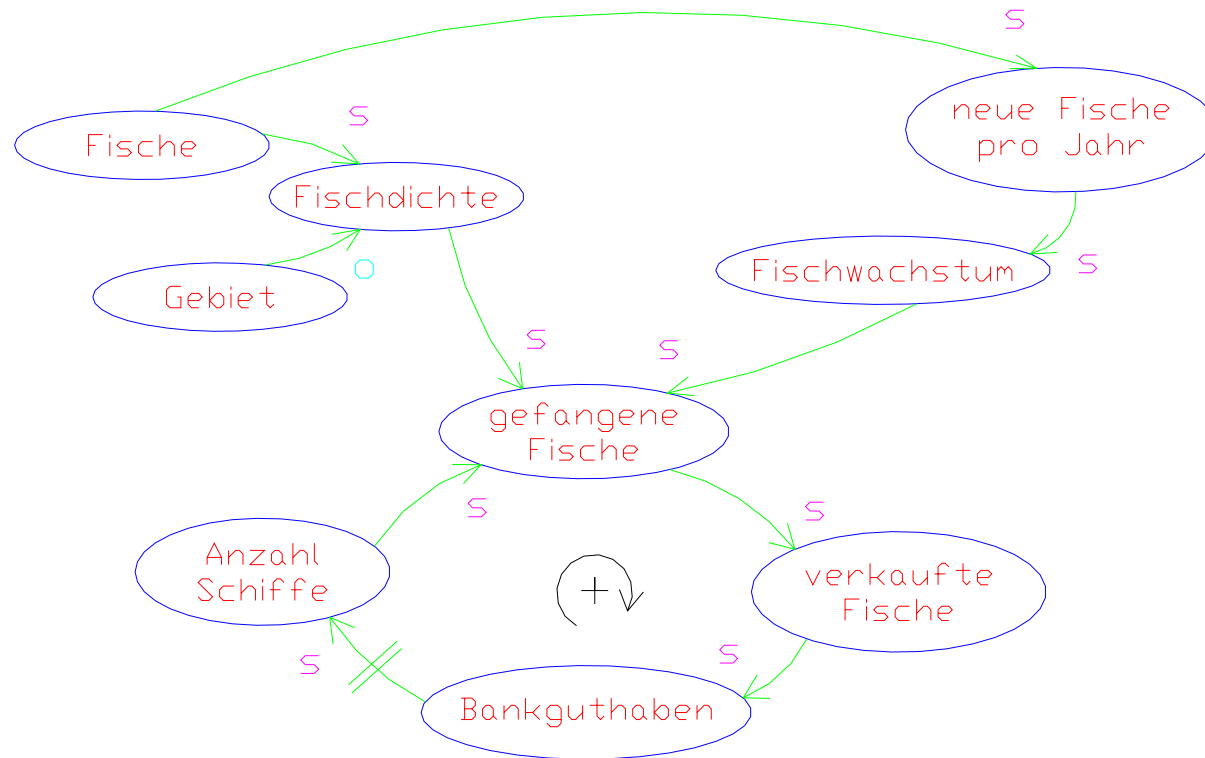 S
neue Fische
pro Jahr
S
Fische
Fischdichte
O
Gebiet
Fischwachstum
S
S
S
gefangene
Fische
S
S
Anzahl
Schiffe
+
verkaufte
Fische
S
S
Bankguthaben